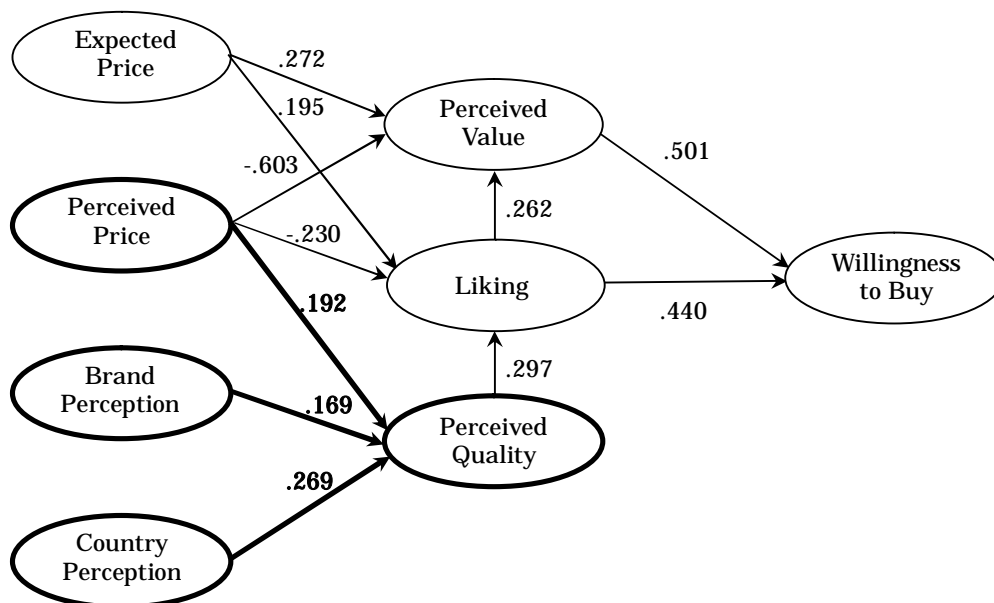 Expected
Price
.272
.195
Perceived
Value
-.603
.501
Perceived
Price
.262
-.230
Liking
Willingness
to Buy
.192
.440
Brand
Perception
.297
.169
Perceived
Quality
.269
Country
Perception